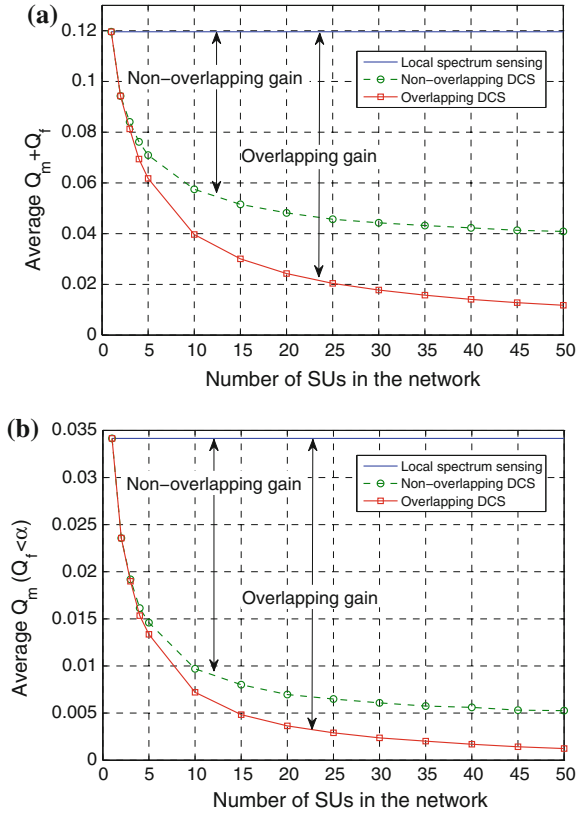 (a)
0.12
0.1
0.08
0.06
0.04
0.02
0
Average Q_m+Q_f
Non−overlapping gain
Overlapping gain
Local spectrum sensing
Non−overlapping DCS
Overlapping DCS
0 5 10 15 20 25 30 35 40 45 50
Number of SUs in the network
(b)
0.035
0.03
0.025
0.02
0.015
0.01
0.005
0
Average Q_m (Q_f <α)
Non−overlapping gain
Overlapping gain
Local spectrum sensing
Non−overlapping DCS
Overlapping DCS
0 5 10 15 20 25 30 35 40 45 50
Number of SUs in the network